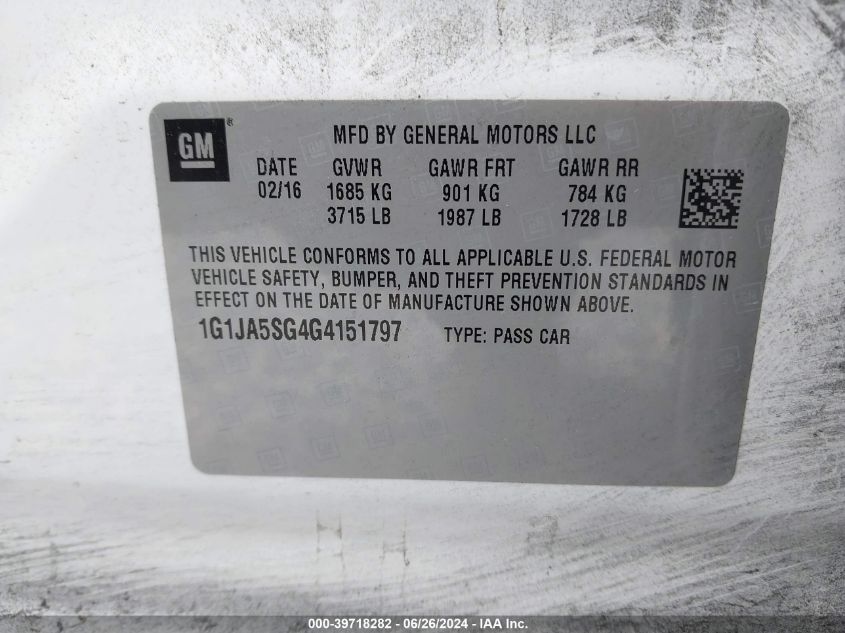 GM®
MFD BY GENERAL MOTORS LLC
DATE GVWR GAWR FRT GAWR RR
02/16 1685 KG 901 KG 784 KG
3715 LB 1987 LB 1728 LB
THIS VEHICLE CONFORMS TO ALL APPLICABLE U.S. FEDERAL MOTOR
VEHICLE SAFETY, BUMPER, AND THEFT PREVENTION STANDARDS IN
EFFECT ON THE DATE OF MANUFACTURE SHOWN ABOVE.
1G1JA5SG4G4151797 TYPE: PASS CAR
000-39718282 - 06/26/2024 - IAA Inc.